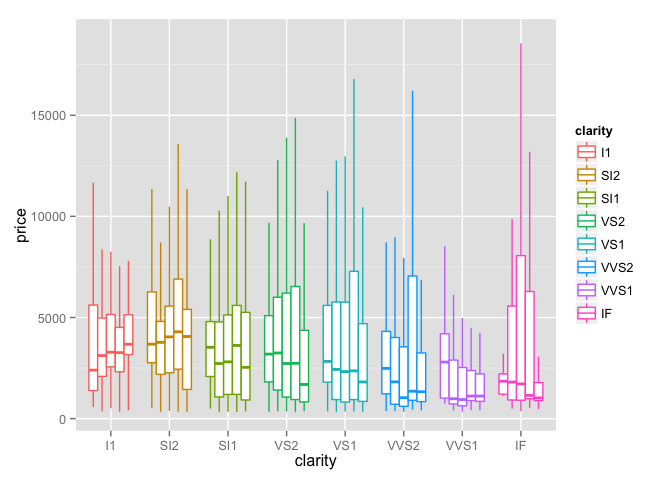 15000
10000
5000
0
price
I1 SI2 SI1 VS2 VS1 VVS2 VVS1 IF
clarity
clarity
I1
SI2
SI1
VS2
VS1
VVS2
VVS1
IF